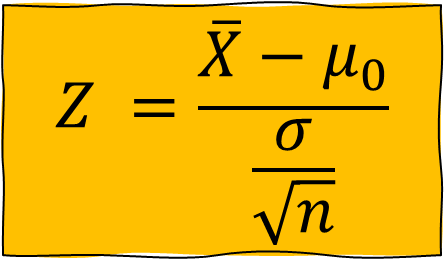 Z = (X̄ − μ₀) / (σ / √n)